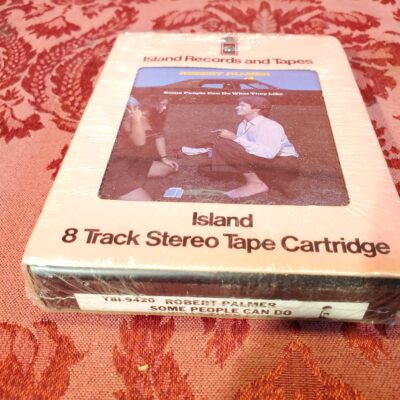 Island Records and Tapes
ROBERT PALMER
Some People Can Do What They Like
Island
8 Track Stereo Tape Cartridge
Y8I-9420 ROBERT PALMER
SOME PEOPLE CAN DO